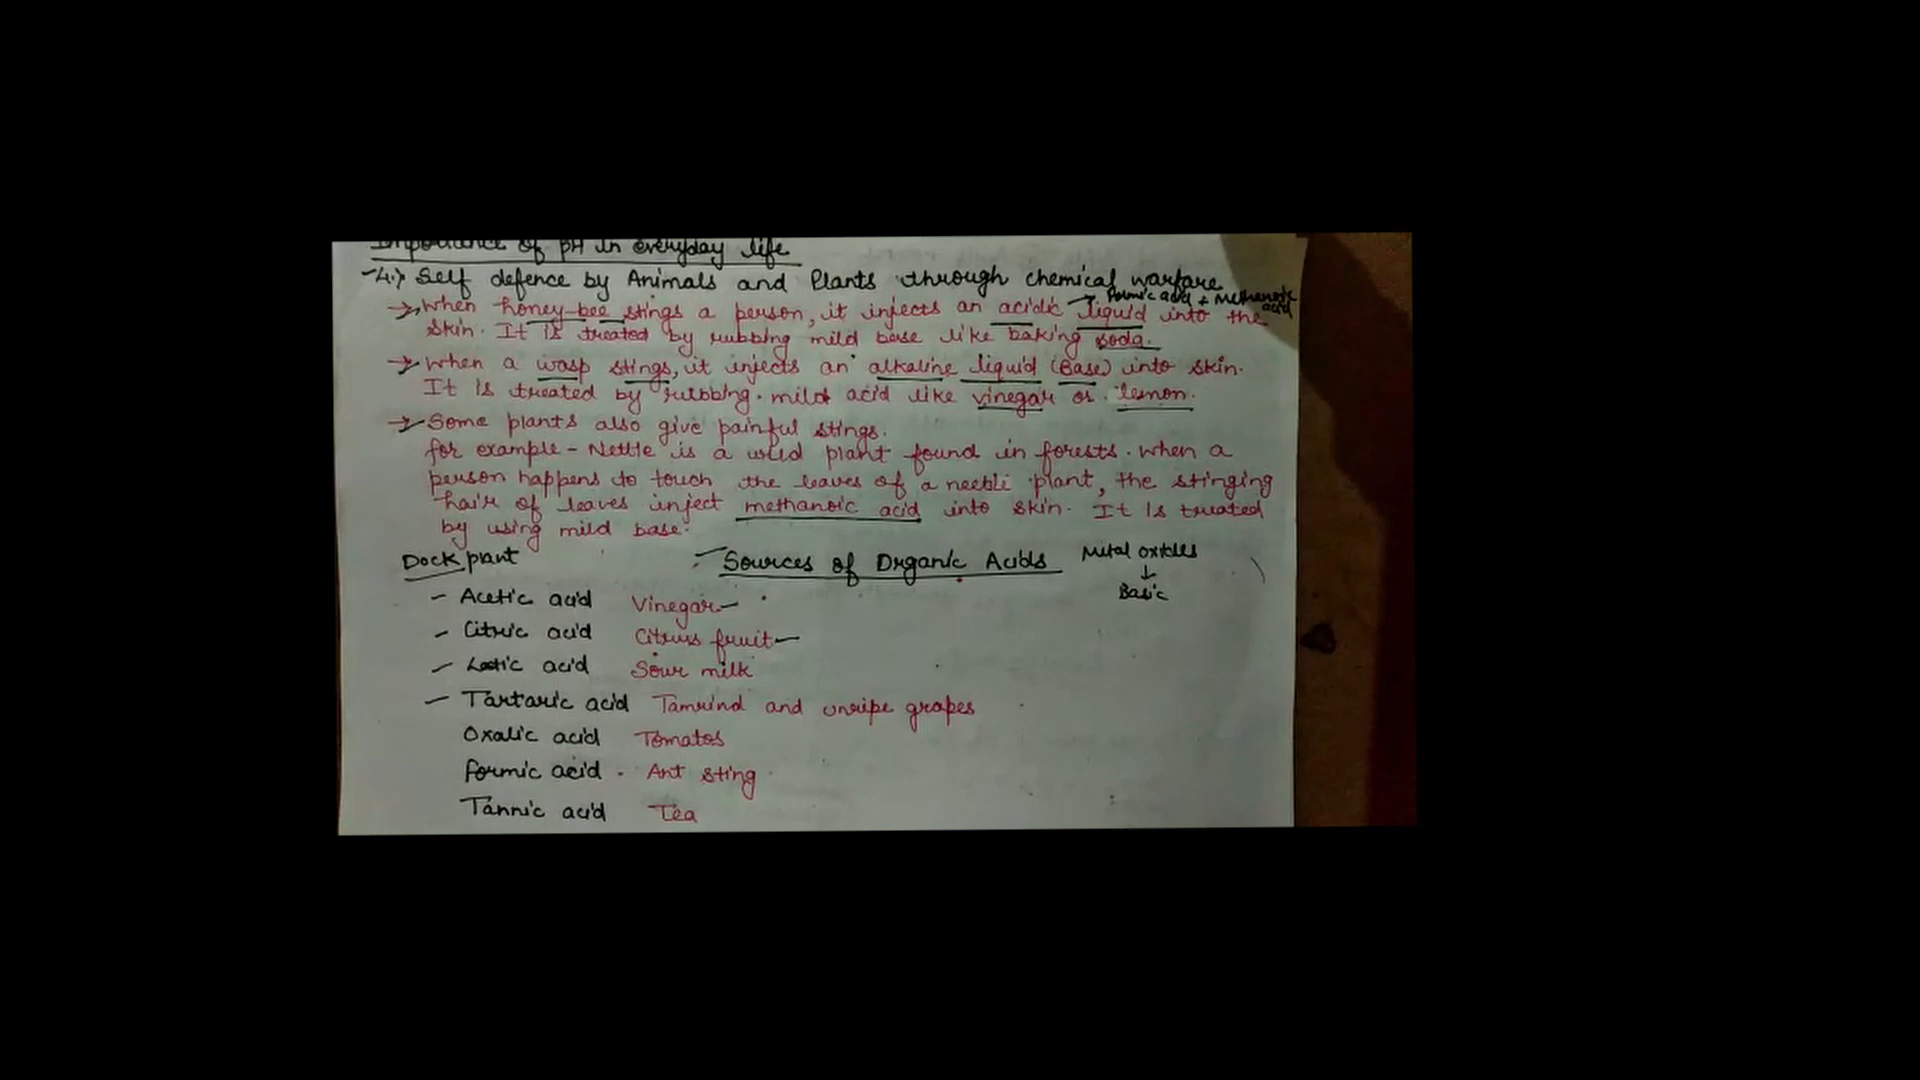 Importance of pH in everyday life
4.) Self defence by Animals and Plants through chemical warfare
Formic acid + Methanoic acid
→ When honey-bee stings a person, it injects an acidic liquid into the
skin. It is treated by rubbing mild base like baking soda.
→ When a wasp stings, it injects an alkaline liquid (Base) into skin.
It is treated by rubbing mild acid like vinegar or lemon.
→ Some plants also give painful stings.
for example - Nettle is a wild plant found in forests. When a
person happens to touch the leaves of a neetle plant, the stinging
hair of leaves inject methanoic acid into skin. It is treated
by using mild base.
Dock plant
Sources of Organic Acids
Metal oxides
↓
Basic
- Acetic acid Vinegar -
- Citric acid Citrus fruit -
- Lactic acid Sour milk
- Tartaric acid Tamrind and unripe grapes
Oxalic acid Tomatos
formic acid Ant sting
Tannic acid Tea